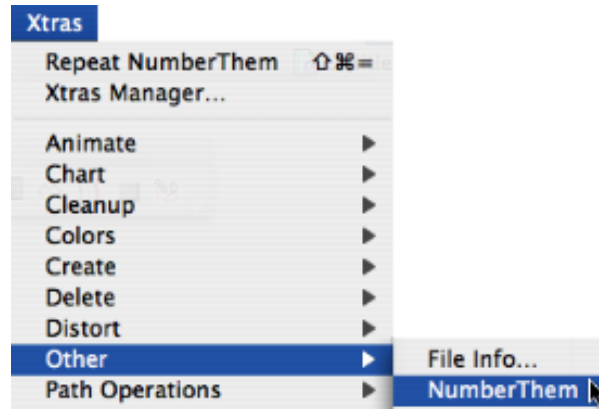 Xtras
Repeat NumberThem ⇧⌘=
Xtras Manager...
Animate
Chart
Cleanup
Colors
Create
Delete
Distort
Other
File Info...
Path Operations
NumberThem